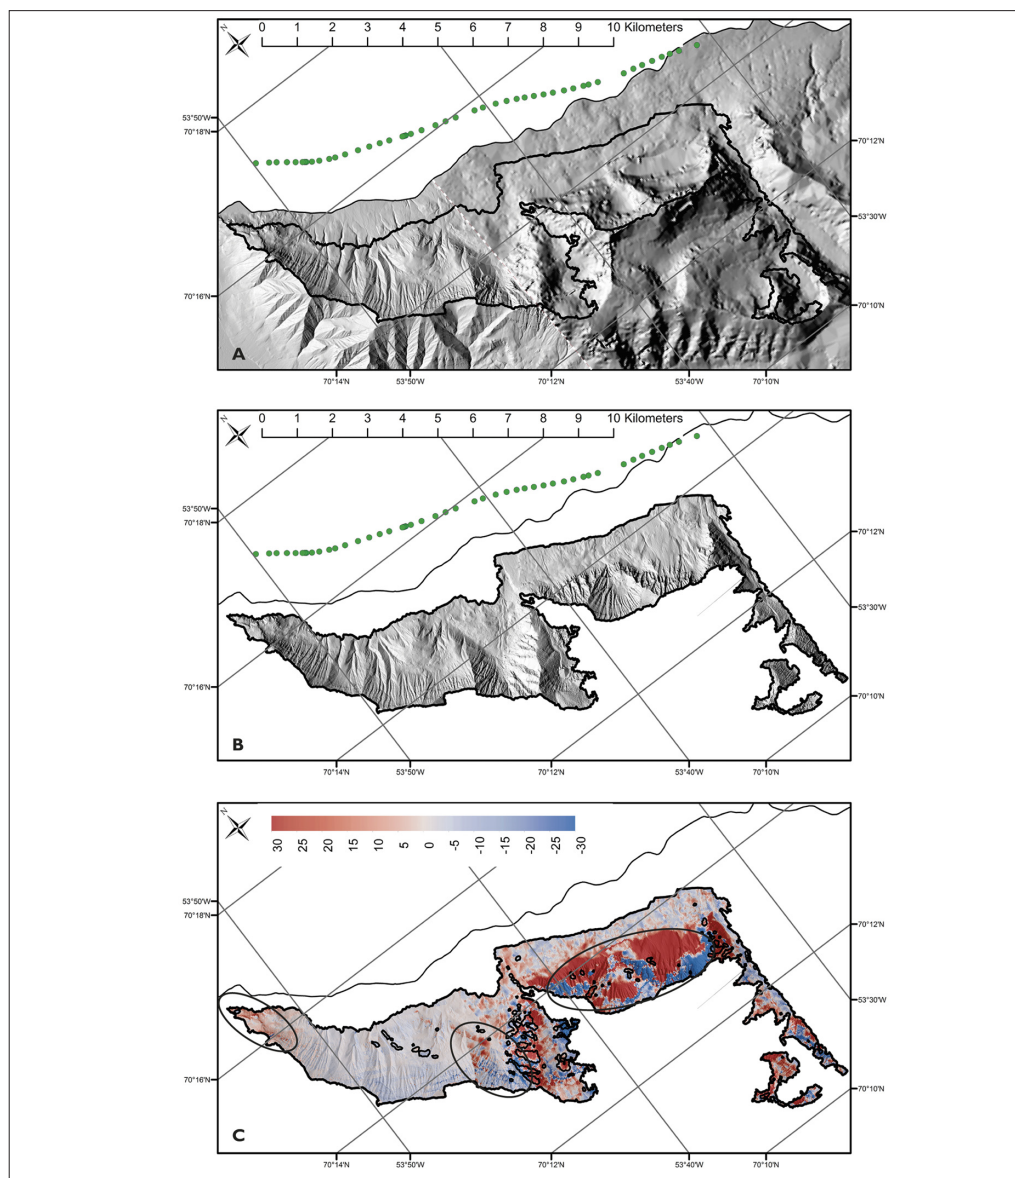 N
0 1 2 3 4 5 6 7 8 9 10 Kilometers
53°50'W
70°18'N
70°12'N
53°30'W
70°16'N
70°10'N
A
70°14'N 53°50'W 70°12'N 53°40'W 70°10'N
N
0 1 2 3 4 5 6 7 8 9 10 Kilometers
53°50'W
70°18'N
70°12'N
53°30'W
70°16'N
70°10'N
B
70°14'N 53°50'W 70°12'N 53°40'W 70°10'N
N
30 25 20 15 10 5 0 -5 -10 -15 -20 -25 -30
53°50'W
70°18'N
70°12'N
53°30'W
70°16'N
70°10'N
C
70°14'N 53°50'W 70°12'N 53°40'W 70°10'N